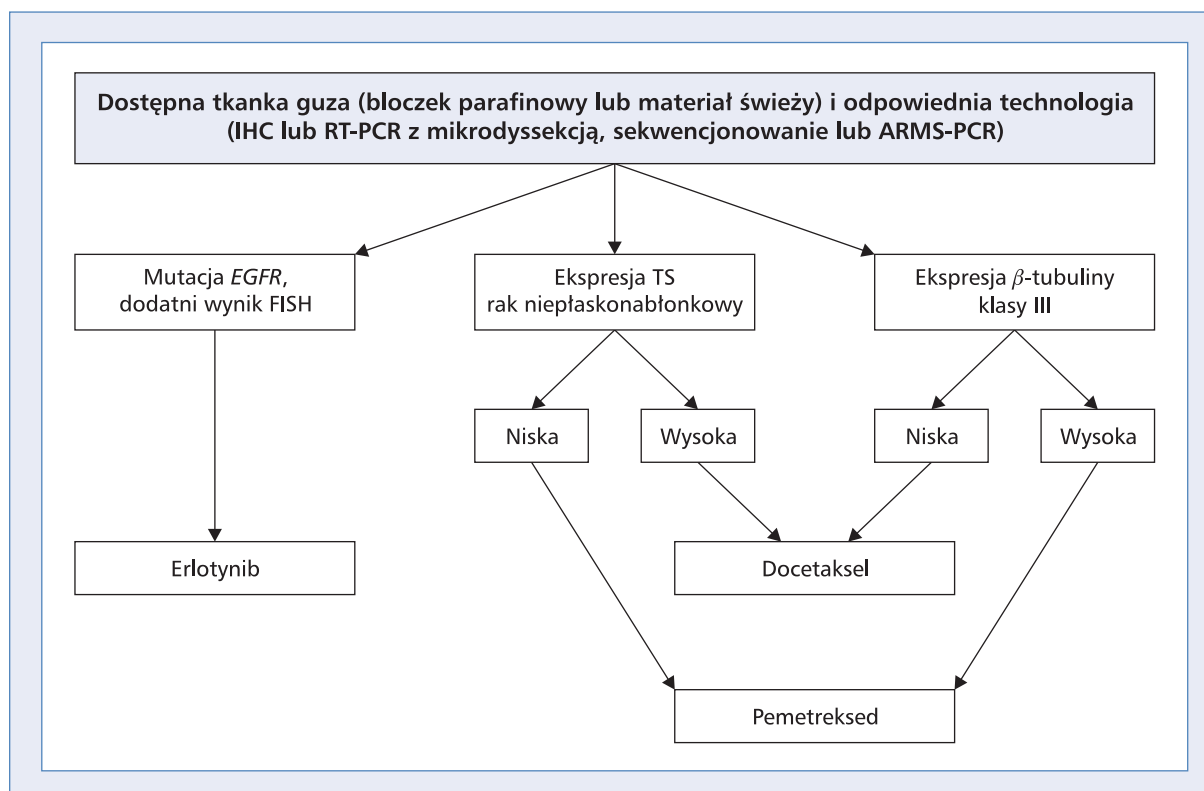 Dostępna tkanka guza (bloczek parafinowy lub materiał świeży) i odpowiednia technologia
(IHC lub RT-PCR z mikrodyssekcją, sekwencjonowanie lub ARMS-PCR)
Mutacja EGFR,
dodatni wynik FISH
Ekspresja TS
rak niepłaskonabłonkowy
Ekspresja β-tubuliny
klasy III
Niska
Wysoka
Niska
Wysoka
Erlotynib
Docetaksel
Pemetreksed